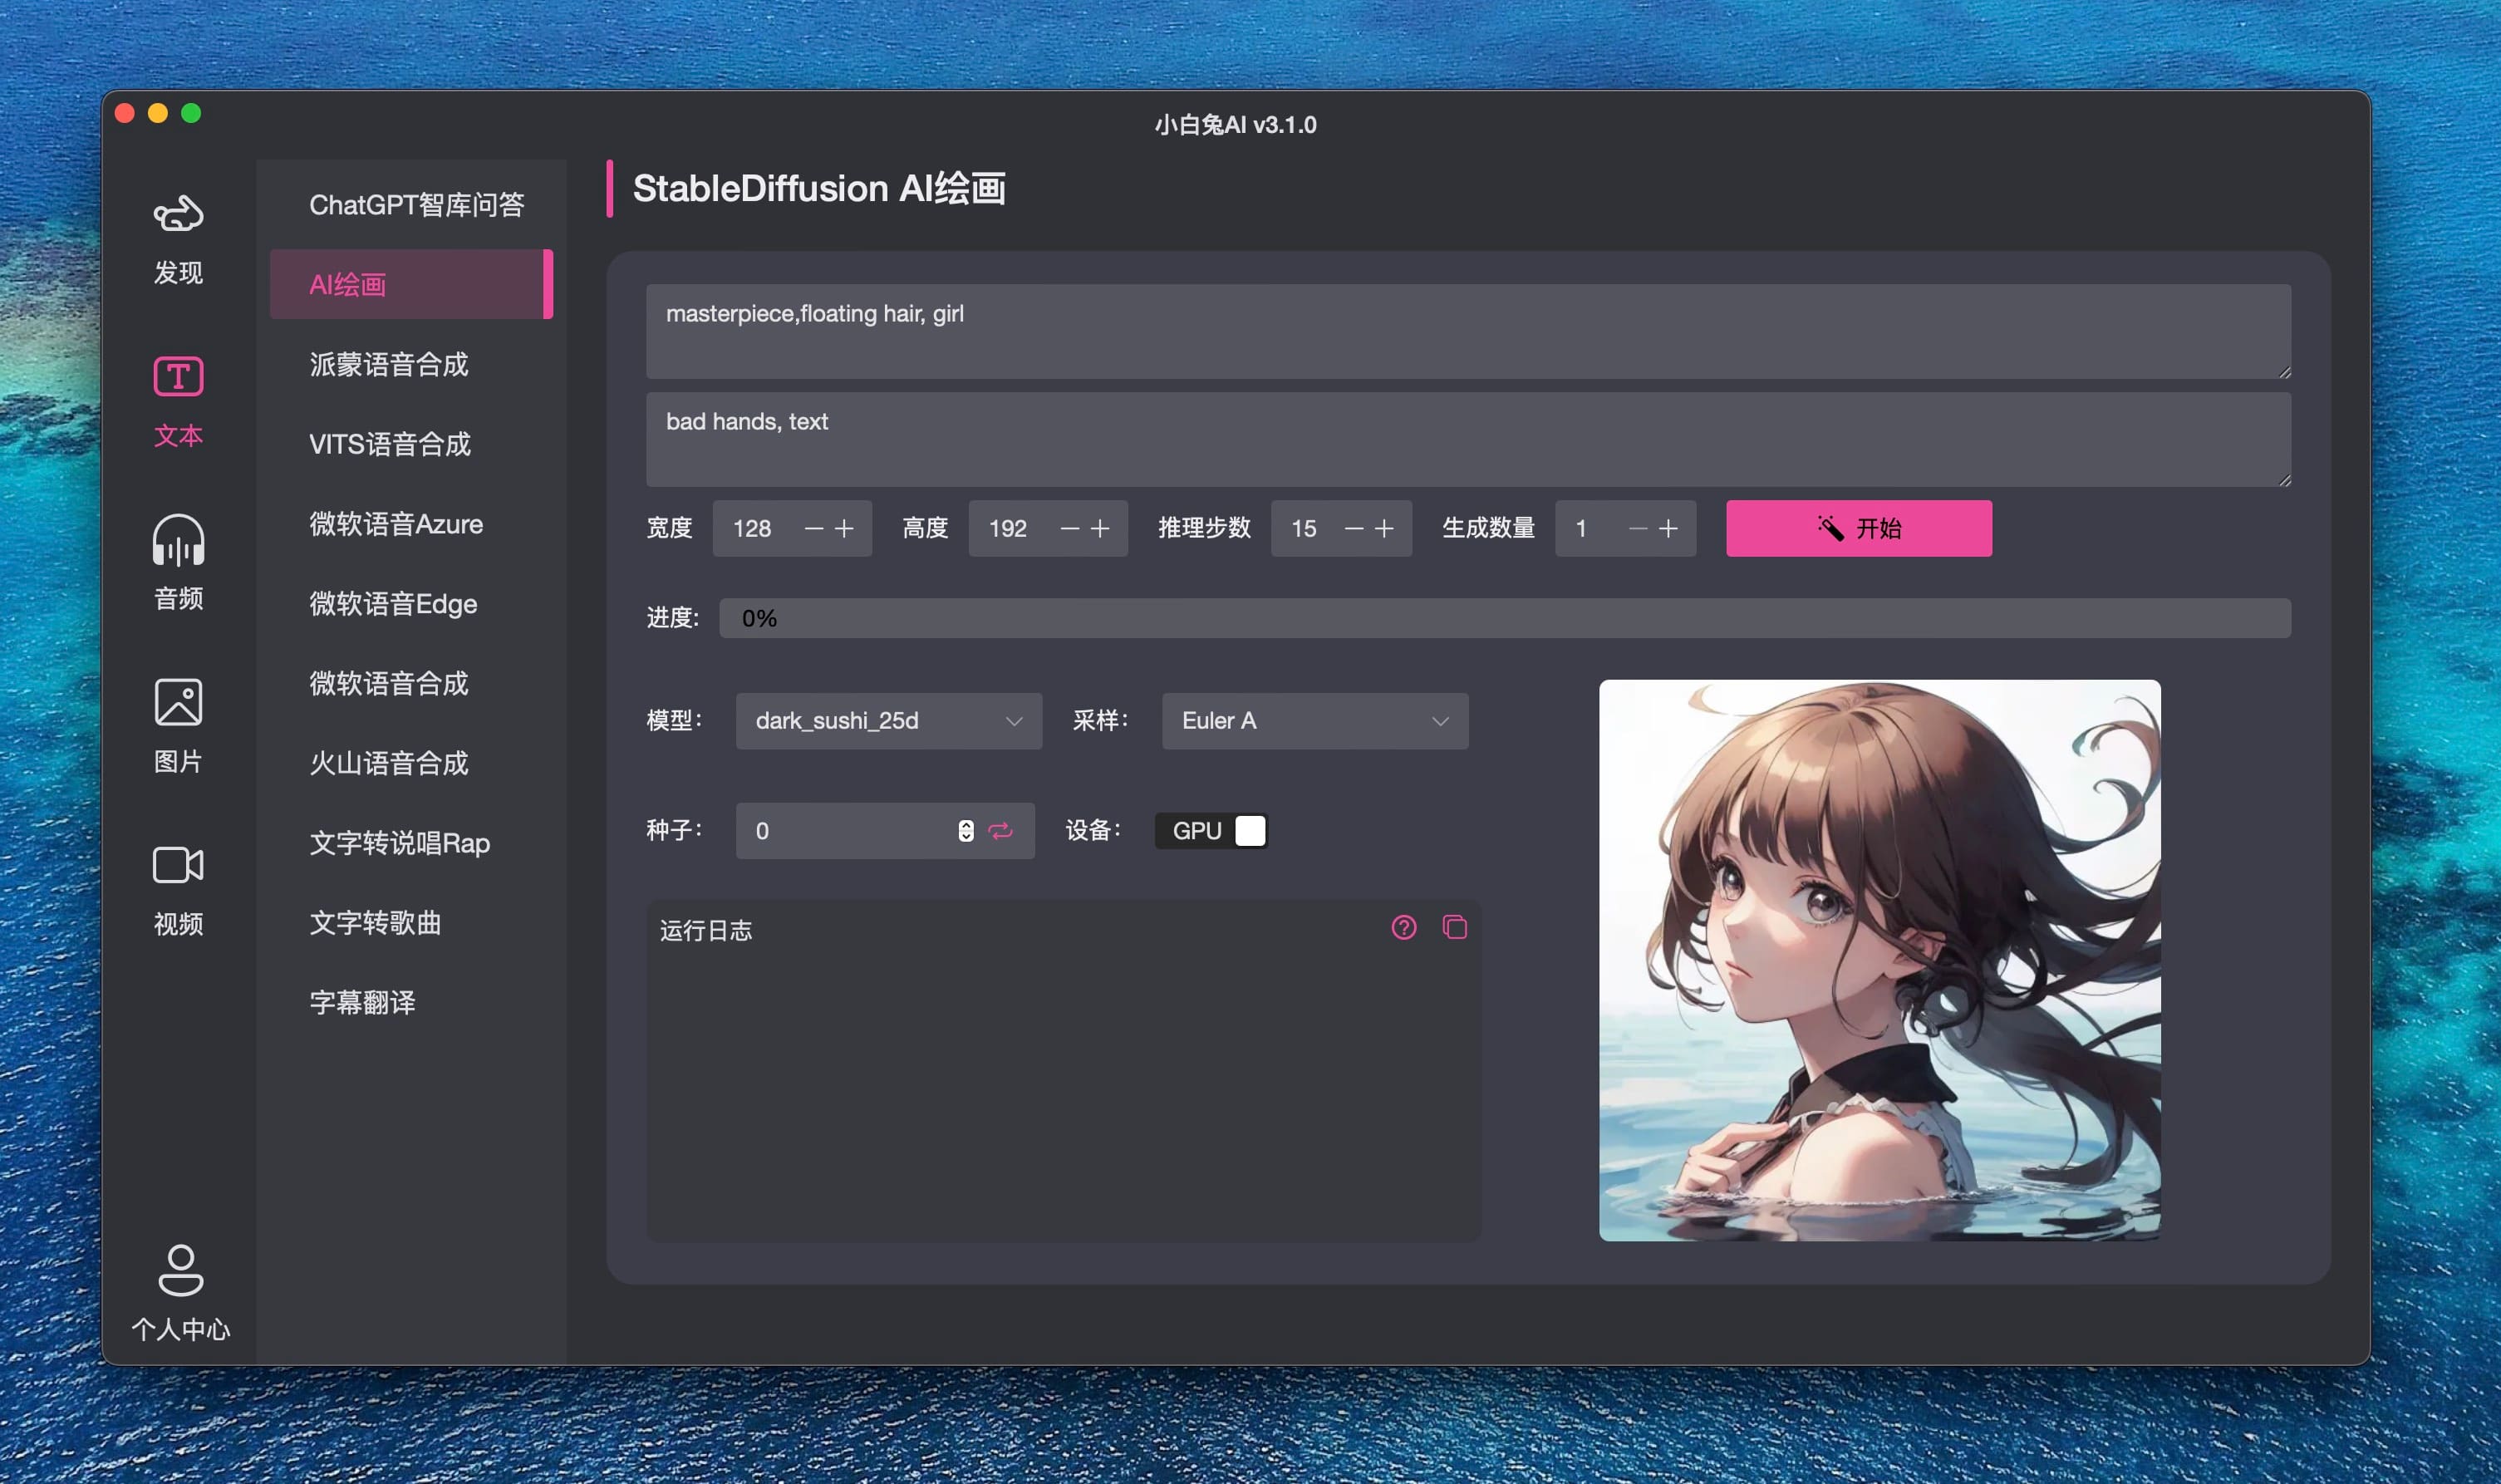 小白兔AI v3.1.0
发现
文本
音频
图片
视频
个人中心
ChatGPT智库问答
AI绘画
派蒙语音合成
VITS语音合成
微软语音Azure
微软语音Edge
微软语音合成
火山语音合成
文字转说唱Rap
文字转歌曲
字幕翻译
StableDiffusion AI绘画
masterpiece,floating hair, girl
bad hands, text
宽度 128 高度 192 推理步数 15 生成数量 1 开始
进度: 0%
模型： dark_sushi_25d 采样： Euler A
种子： 0 设备： GPU
运行日志